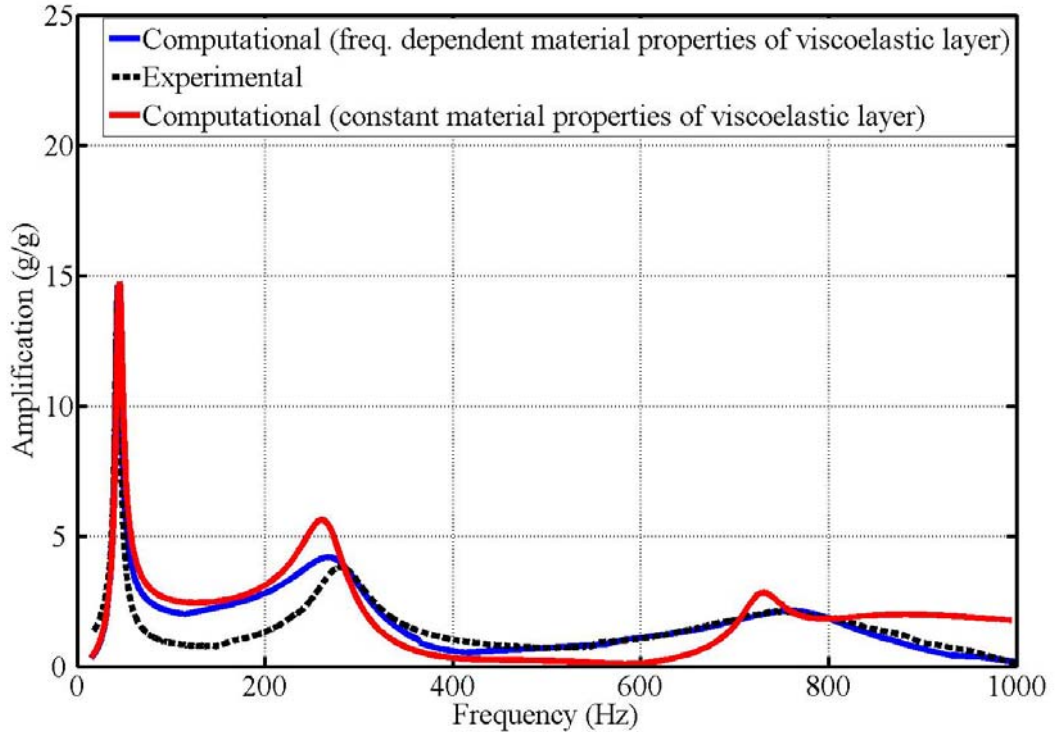 25
Computational (freq. dependent material properties of viscoelastic layer)
Experimental
Computational (constant material properties of viscoelastic layer)
20
15
10
5
0
Amplification (g/g)
0 200 400 600 800 1000
Frequency (Hz)